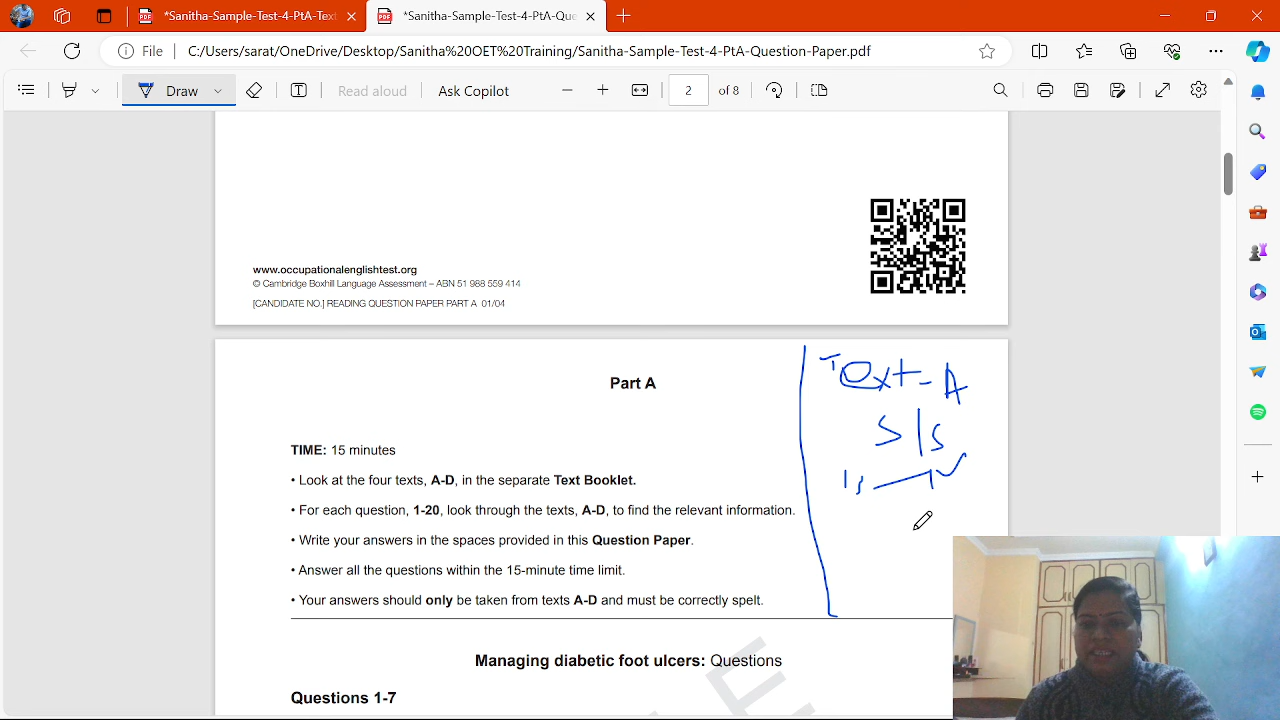 *Sanitha-Sample-Test-4-PtA-Text
*Sanitha-Sample-Test-4-PtA-Que
File
C:/Users/sarat/OneDrive/Desktop/Sanitha%20OET%20Training/Sanitha-Sample-Test-4-PtA-Question-Paper.pdf
Draw
Read aloud
Ask Copilot
2
of 8
www.occupationalenglishtest.org
© Cambridge Boxhill Language Assessment – ABN 51 988 559 414
[CANDIDATE NO.] READING QUESTION PAPER PART A 01/04
Part A
Text-A
S|S
TIME: 15 minutes
• Look at the four texts, A-D, in the separate Text Booklet.
• For each question, 1-20, look through the texts, A-D, to find the relevant information.
• Write your answers in the spaces provided in this Question Paper.
• Answer all the questions within the 15-minute time limit.
• Your answers should only be taken from texts A-D and must be correctly spelt.
Managing diabetic foot ulcers: Questions
Questions 1-7